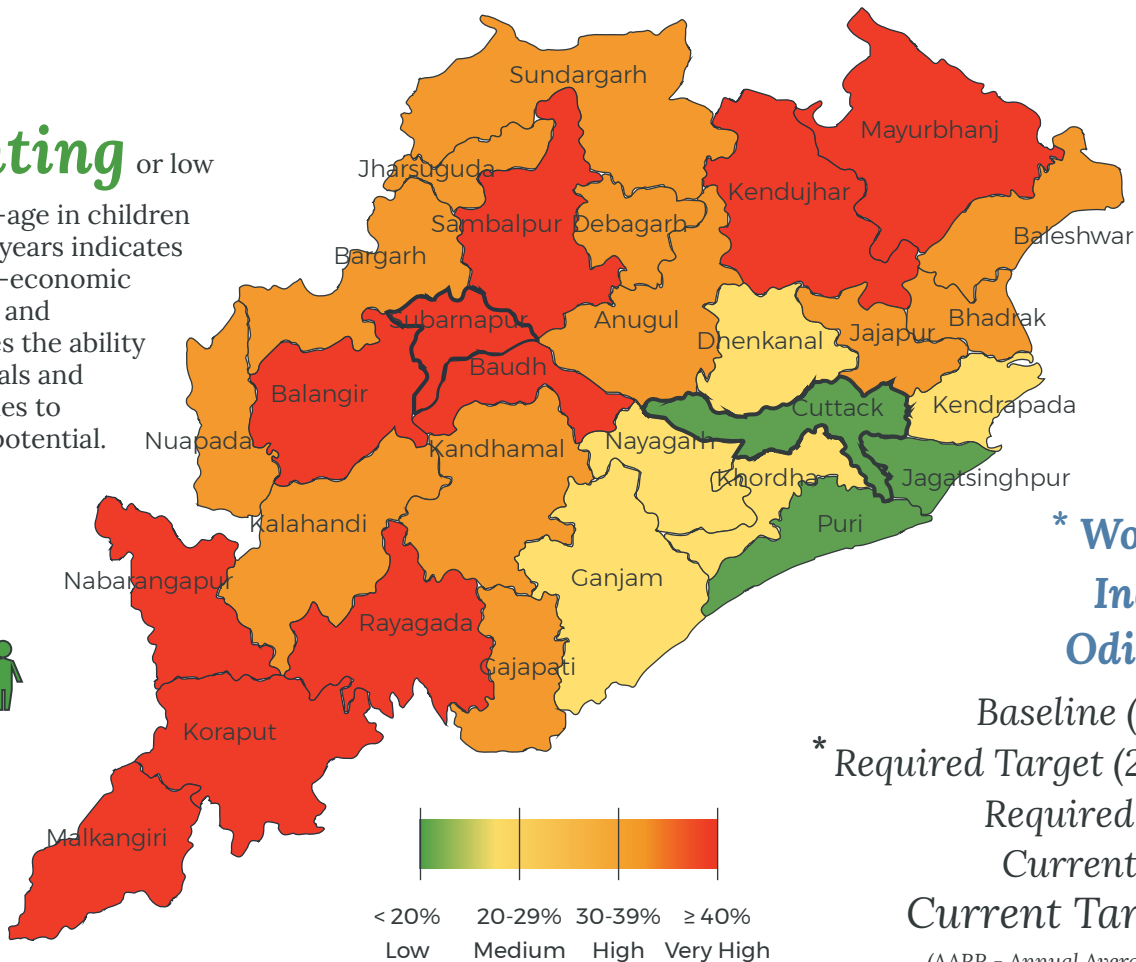 Sundargarh
Mayurbhanj
or low
Jharsuguda
Kendujhar
-age in children
Sambalpur
Debagarh
years indicates
Baleshwar
Bargarh
-economic
and
Subarnapur
Anugul
Bhadrak
Jajapur
Dhenkanal
es the ability
Baudh
als and
Balangir
Cuttack
Kendrapada
es to
potential.
Nuapada
Nayagarh
Kandhamal
Khordha
Jagatsinghpur
Kalahandi
Puri
* Wo
Nabarangapur
Ganjam
In
Rayagada
Odi
Gajapati
Baseline (
Koraput
* Required Target (2
Required
Malkangiri
Current
Current Tar
< 20% 20-29% 30-39% ≥ 40%
Low Medium High Very High